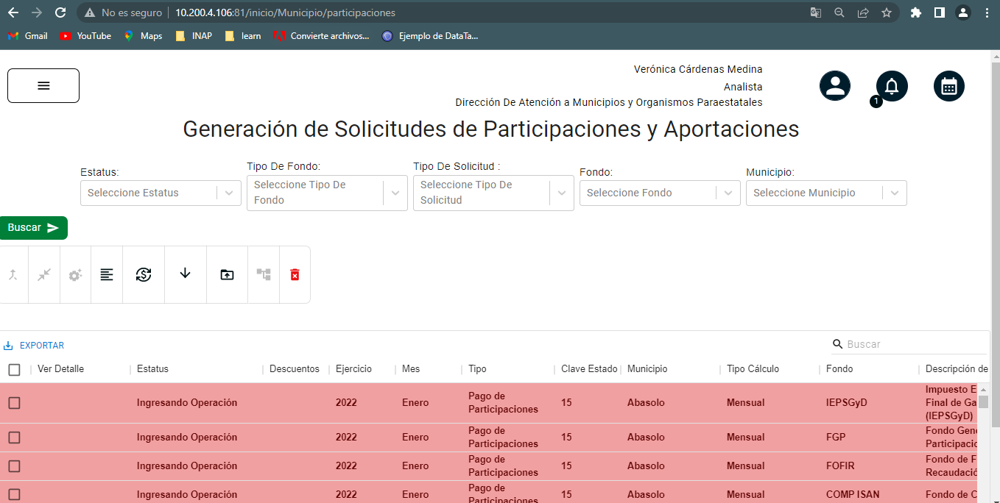 No es seguro 10.200.4.106:81/inicio/Municipio/participaciones
Gmail YouTube Maps INAP learn Convierte archivos... Ejemplo de DataTa...
Verónica Cárdenas Medina
Analista
Dirección De Atención a Municipios y Organismos Paraestatales
1
Generación de Solicitudes de Participaciones y Aportaciones
Estatus:
Seleccione Estatus
Tipo De Fondo:
Seleccione Tipo De
Fondo
Tipo De Solicitud :
Seleccione Tipo De
Solicitud
Fondo:
Seleccione Fondo
Municipio:
Seleccione Municipio
Buscar
EXPORTAR
Buscar
Ver Detalle Estatus Descuentos Ejercicio Mes Tipo Clave Estado Municipio Tipo Cálculo Fondo Descripción de
Ingresando Operación 2022 Enero Pago de
Participaciones 15 Abasolo Mensual IEPSGyD Impuesto E
Final de Ga
(IEPSGyD)
Ingresando Operación 2022 Enero Pago de
Participaciones 15 Abasolo Mensual FGP Fondo Gene
Participacio
Ingresando Operación 2022 Enero Pago de
Participaciones 15 Abasolo Mensual FOFIR Fondo de F
Recaudació
Ingresando Operación 2022 Enero Pago de
Participaciones 15 Abasolo Mensual COMP ISAN Fondo de C